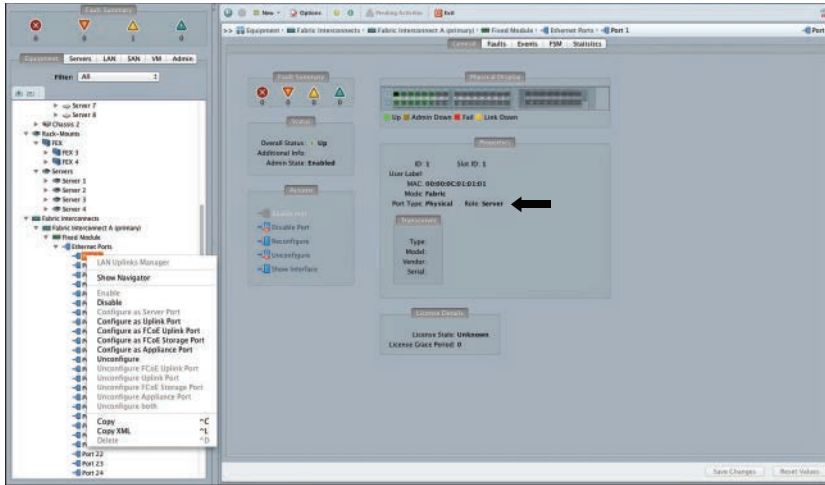 Fault Summary
6 6 1 0
Equipment Servers LAN SAN VM Admin
Filter: All
Server 7
Server 8
Chassis 2
Rack-Mounts
FEX
FEX 3
FEX 4
Servers
Server 1
Server 2
Server 3
Server 4
Fabric Interconnects
Fabric Interconnect A (primary)
Fixed Module
Ethernet Ports
LAN Uplinks Manager
Show Navigator
Enable
Disable
Configure as Server Port
Configure as Uplink Port
Configure as FCoE Uplink Port
Configure as FCoE Storage Port
Configure as Appliance Port
Unconfigure
Unconfigure FCoE Uplink Port
Unconfigure Uplink Port
Unconfigure FCoE Storage Port
Unconfigure Appliance Port
Unconfigure both
Copy ^C
Copy XML ^L
Delete ^D
Port 22
Port 23
Port 24
New Options Pending Activities Exit
>> Equipment Fabric Interconnects Fabric Interconnect A (primary) Fixed Module Ethernet Ports Port 1 Port
General Faults Events FSM Statistics
Fault Summary
0 0 0 0
Status
Overall Status: Up
Additional Info:
Admin State: Enabled
Actions
Enable Port
Disable Port
Reconfigure
Unconfigure
Show Interface
Physical Display
Up Admin Down Fail Link Down
Properties
ID: 1 Slot ID: 1
User Label:
MAC: 00:00:0C:01:01:01
Mode: Fabric
Port Type: Physical Role: Server
Transceiver
Type:
Model:
Vendor:
Serial:
License Details
License State: Unknown
License Grace Period: 0
Save Changes Reset Values